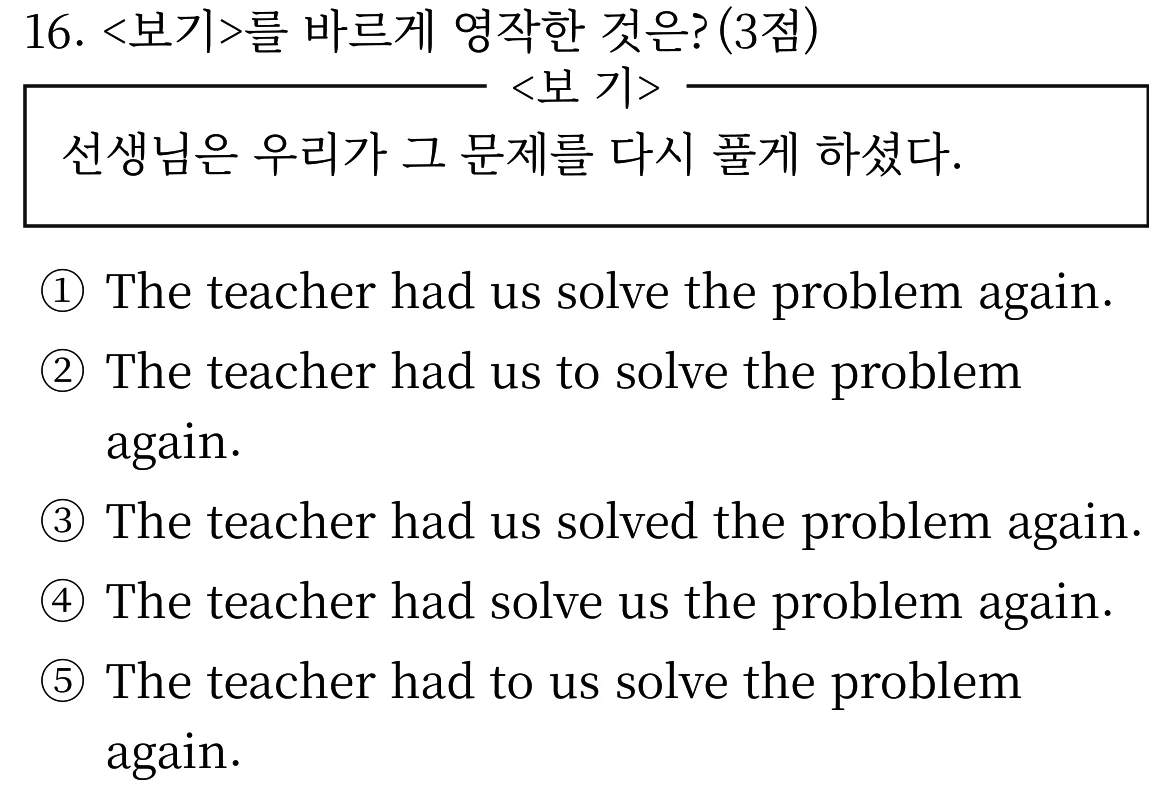 16. <보기>를 바르게 영작한 것은?(3점)
<보 기>
선생님은 우리가 그 문제를 다시 풀게 하셨다.
① The teacher had us solve the problem again.
② The teacher had us to solve the problem
again.
③ The teacher had us solved the problem again.
④ The teacher had solve us the problem again.
⑤ The teacher had to us solve the problem
again.